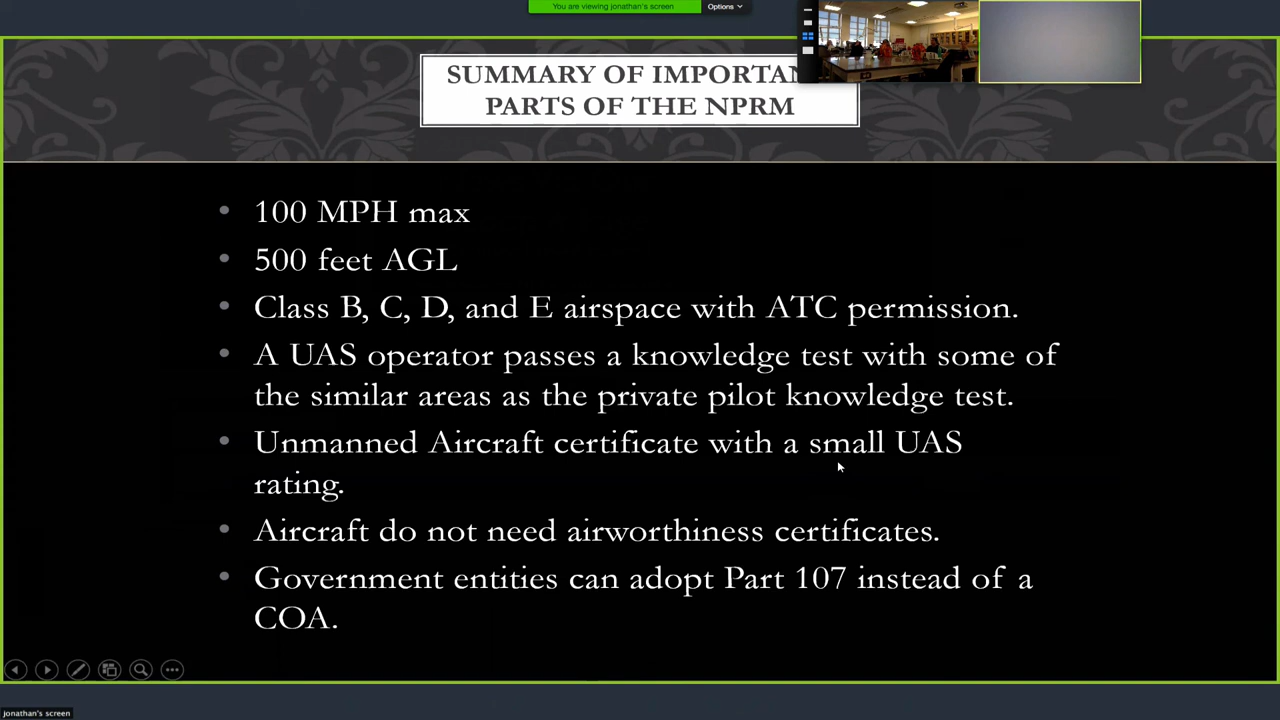 You are viewing jonathan's screen
Options
SUMMARY OF IMPORTAN
PARTS OF THE NPRM
• 100 MPH max
• 500 feet AGL
• Class B, C, D, and E airspace with ATC permission.
• A UAS operator passes a knowledge test with some of
the similar areas as the private pilot knowledge test.
• Unmanned Aircraft certificate with a small UAS
rating.
• Aircraft do not need airworthiness certificates.
• Government entities can adopt Part 107 instead of a
COA.
jonathan's screen